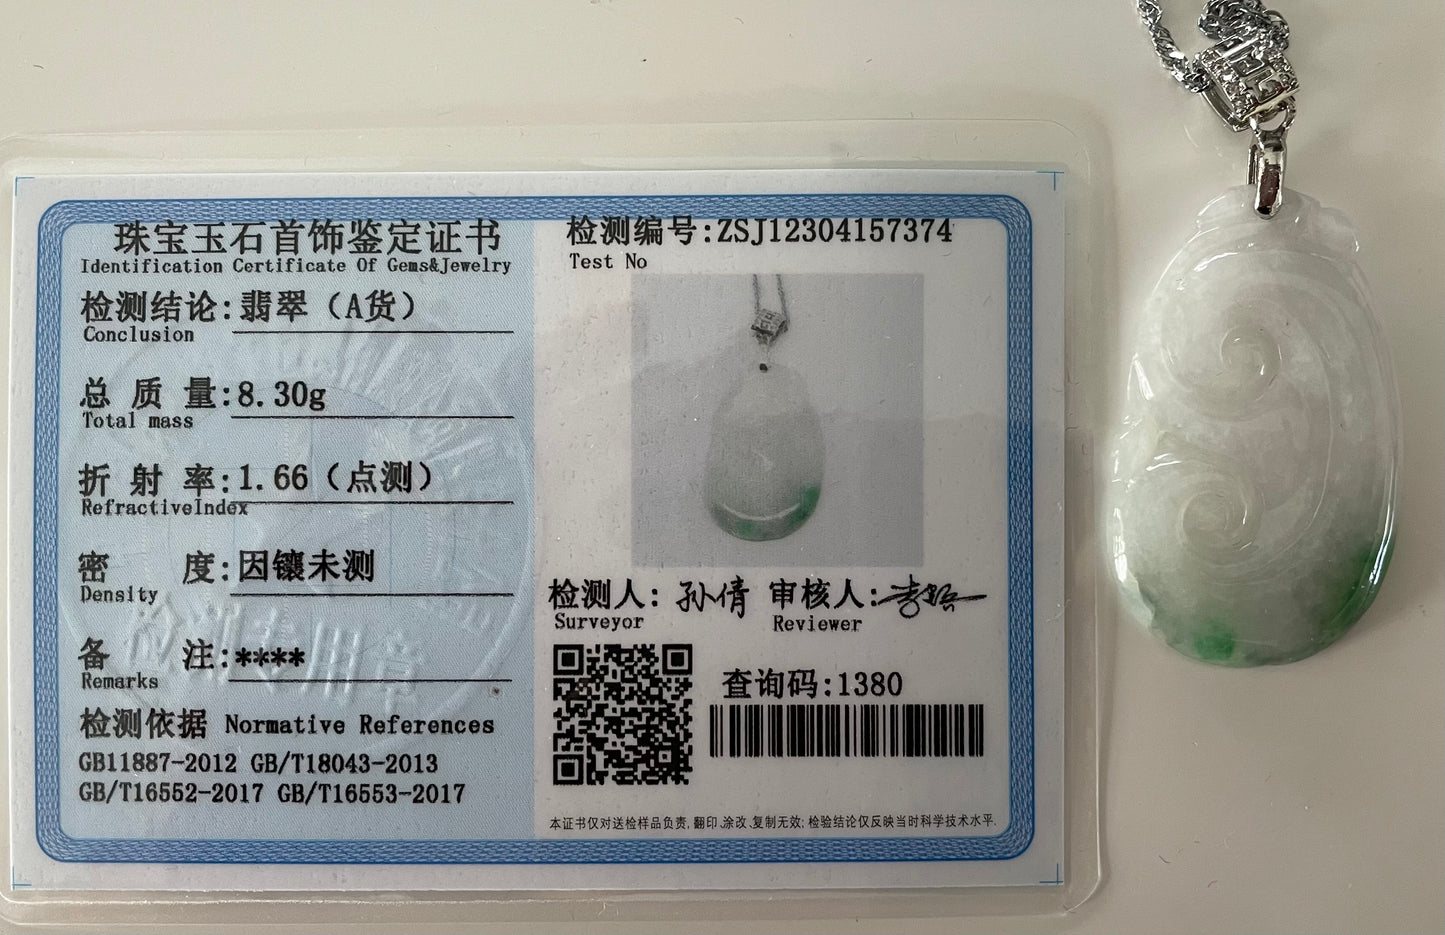 珠宝玉石首饰鉴定证书
Identification Certificate Of Gems&Jewelry
检测结论:翡翠（A货）
Conclusion
总质量:8.30g
Total mass
折射率:1.66（点测）
RefractiveIndex
密度:因镶未测
Density
备注:****
Remarks
检测依据 Normative References
GB11887-2012 GB/T18043-2013
GB/T16552-2017 GB/T16553-2017
检测编号:ZSJ12304157374
Test No
检测人: 孙倩 审核人:
Surveyor Reviewer
查询码:1380
本证书仅对送检样品负责, 翻印.涂改.复制无效; 检验结论仅反映当时科学技术水平.